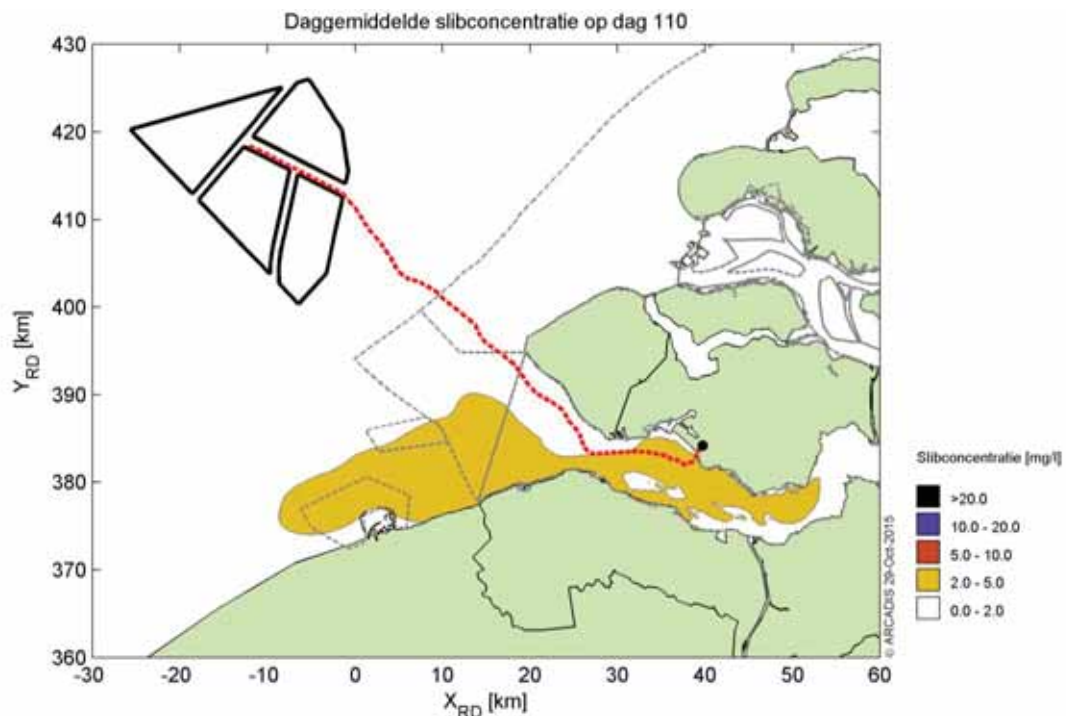 Daggemiddelde slibconcentratie op dag 110
430
420
410
400
390
380
370
360
Y_RD [km]
-30 -20 -10 0 10 20 30 40 50 60
X_RD [km]
© ARCADIS 29-Oct-2015
Slibconcentratie [mg/l]
>20.0
10.0 - 20.0
5.0 - 10.0
2.0 - 5.0
0.0 - 2.0